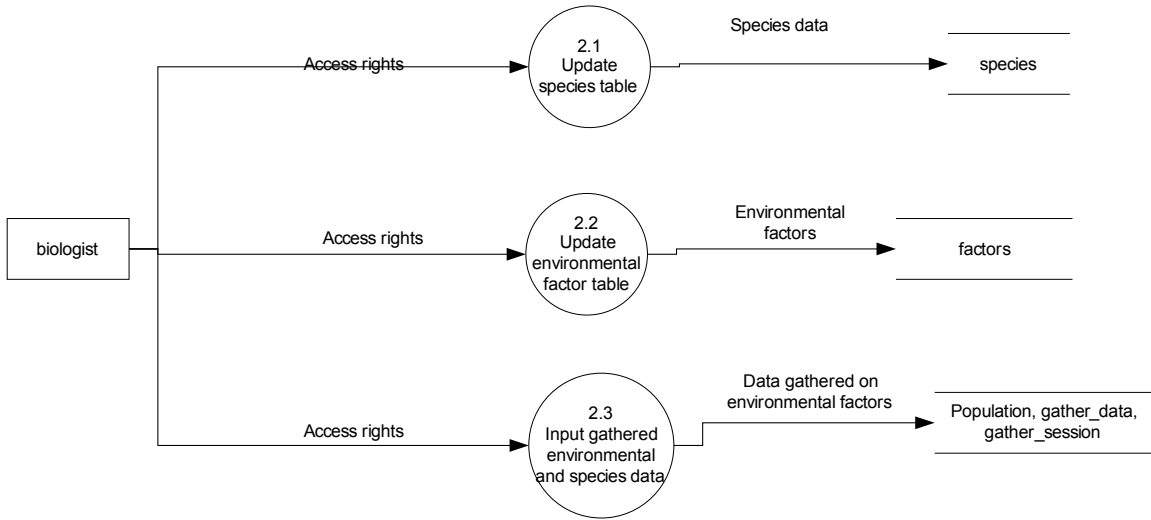 Access rights
2.1
Update
species table
Species data
species
biologist
Access rights
2.2
Update
environmental
factor table
Environmental
factors
factors
Access rights
2.3
Input gathered
environmental
and species data
Data gathered on
environmental factors
Population, gather_data,
gather_session